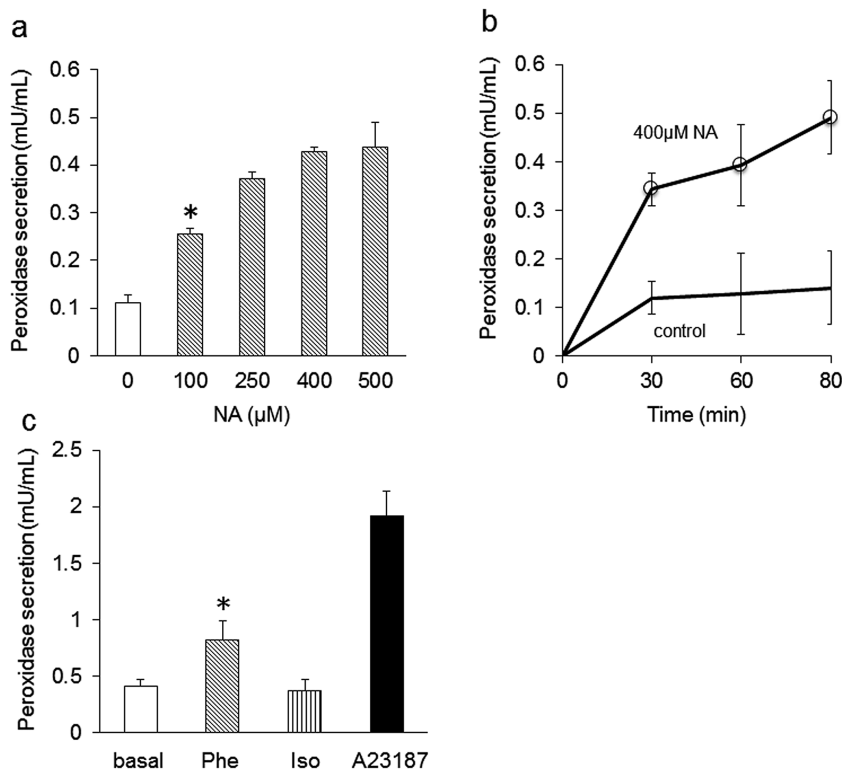 a
Peroxidase secretion (mU/mL)
0.6
0.5
0.4
0.3
0.2
0.1
0
*
0 100 250 400 500
NA (µM)
b
Peroxidase secretion (mU/mL)
0.6
0.5
0.4
0.3
0.2
0.1
0
400µM NA
control
0 30 60 80
Time (min)
c
Peroxidase secretion (mU/mL)
2.5
2
1.5
1
0.5
0
*
basal Phe Iso A23187